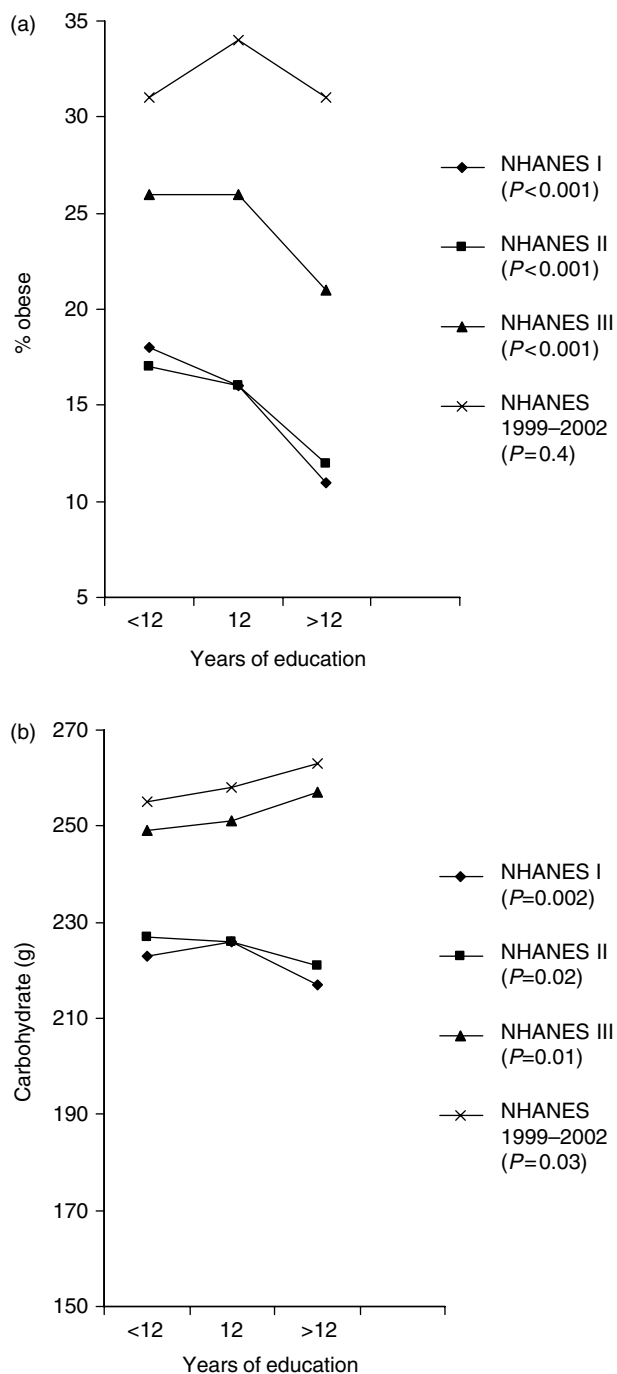 (a)
35
30
25
20
15
10
5
% obese
<12 12 >12
Years of education
NHANES I
(P<0.001)
NHANES II
(P<0.001)
NHANES III
(P<0.001)
NHANES
1999–2002
(P=0.4)
(b)
270
250
230
210
190
170
150
Carbohydrate (g)
<12 12 >12
Years of education
NHANES I
(P=0.002)
NHANES II
(P=0.02)
NHANES III
(P=0.01)
NHANES
1999–2002
(P=0.03)